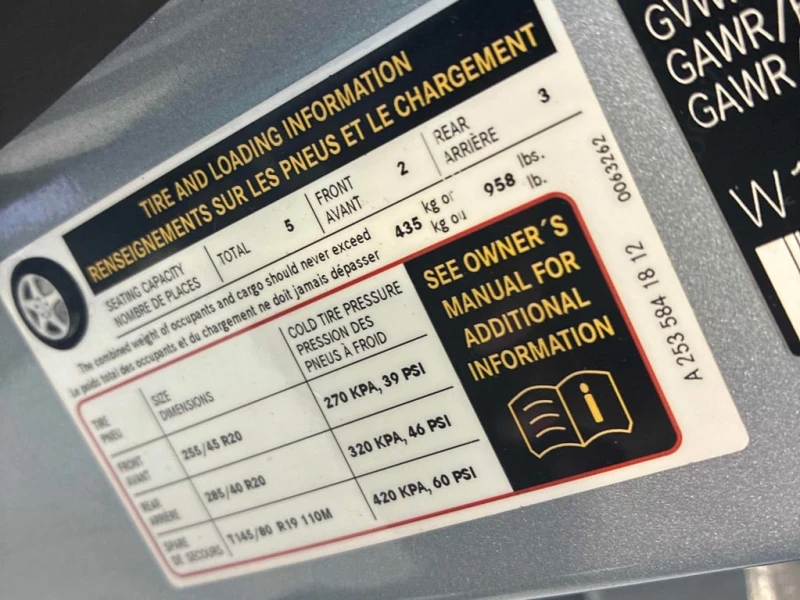 TIRE AND LOADING INFORMATION
RENSEIGNEMENTS SUR LES PNEUS ET LE CHARGEMENT
SEATING CAPACITY
NOMBRE DE PLACES
TOTAL 5
FRONT
AVANT
2
REAR
ARRIÈRE
3
The combined weight of occupants and cargo should never exceed
Le poids total des occupants et du chargement ne doit jamais dépasser
435 kg or
kg ou
958 lbs.
lb.
TIRE
PNEU
SIZE
DIMENSIONS
COLD TIRE PRESSURE
PRESSION DES
PNEUS À FROID
FRONT
AVANT
255/45 R20
270 KPA, 39 PSI
REAR
ARRIÈRE
285/40 R20
320 KPA, 46 PSI
SPARE
DE SECOURS
T145/80 R19 110M
420 KPA, 60 PSI
SEE OWNER'S
MANUAL FOR
ADDITIONAL
INFORMATION
A 253 584 18 12 0063262
GAWR/
GAWR
W